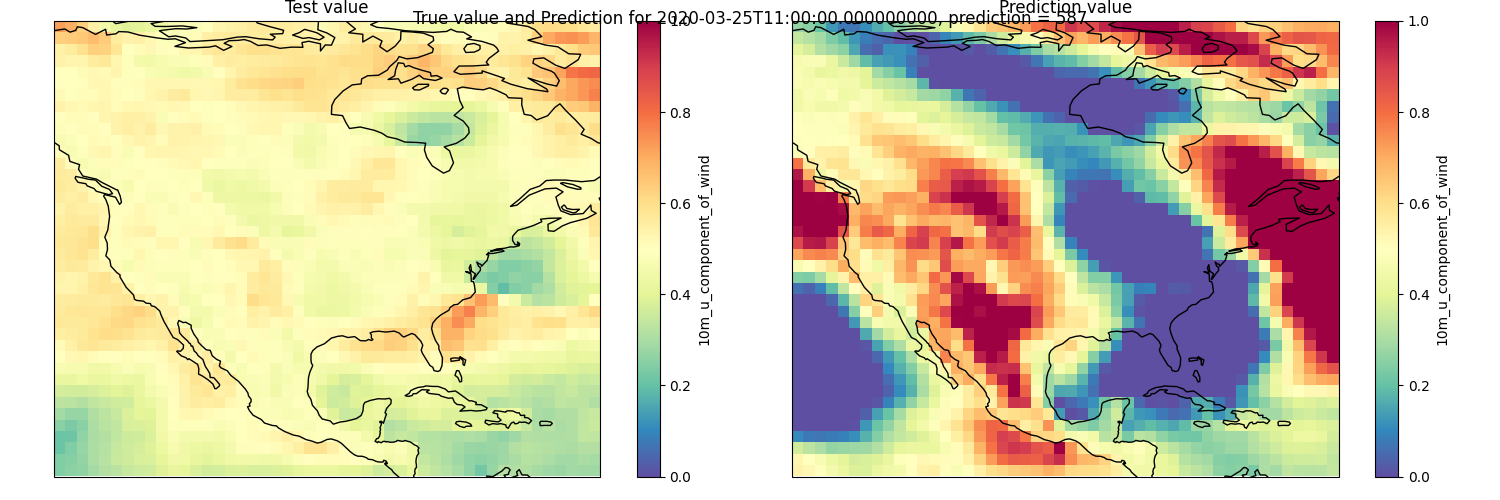 Test value
True value and Prediction for 2020-03-25T11:00:00.000000000, prediction = 587
Prediction value
1.0
0.8
0.6
0.4
0.2
0.0
10m_u_component_of_wind
1.0
0.8
0.6
0.4
0.2
0.0
10m_u_component_of_wind